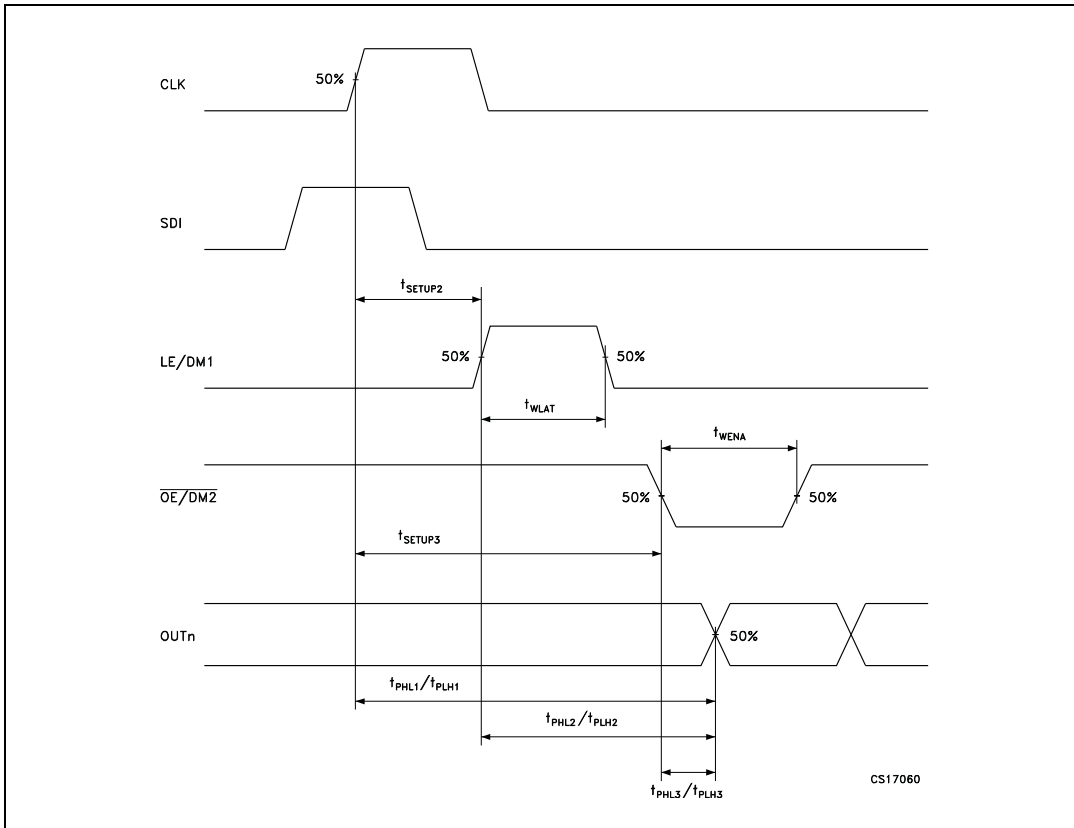 CLK
50%
SDI
tSETUP2
LE/DM1
50%
50%
tWLAT
tWENA
OE/DM2
50%
50%
tSETUP3
OUTn
50%
tPHL1/tPLH1
tPHL2/tPLH2
tPHL3/tPLH3
CS17060